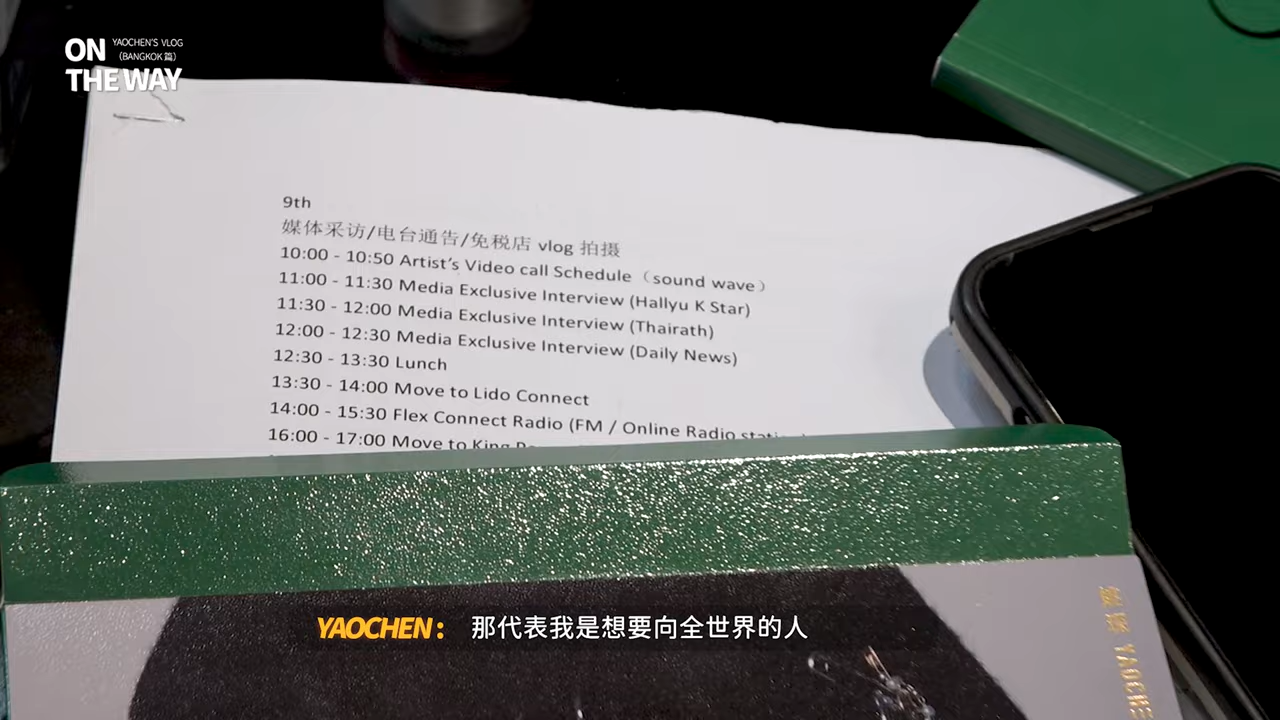 ON
THE WAY
YAOCHEN'S VLOG
(BANGKOK篇)
9th
媒体采访/电台通告/免税店 vlog 拍摄
10:00 - 10:50 Artist's Video call Schedule（sound wave）
11:00 - 11:30 Media Exclusive Interview (Hallyu K Star)
11:30 - 12:00 Media Exclusive Interview (Thairath)
12:00 - 12:30 Media Exclusive Interview (Daily News)
12:30 - 13:30 Lunch
13:30 - 14:00 Move to Lido Connect
14:00 - 15:30 Flex Connect Radio (FM / Online Radio
16:00 - 17:00 Move to King
YAOCHEN： 那代表我是想要向全世界的人